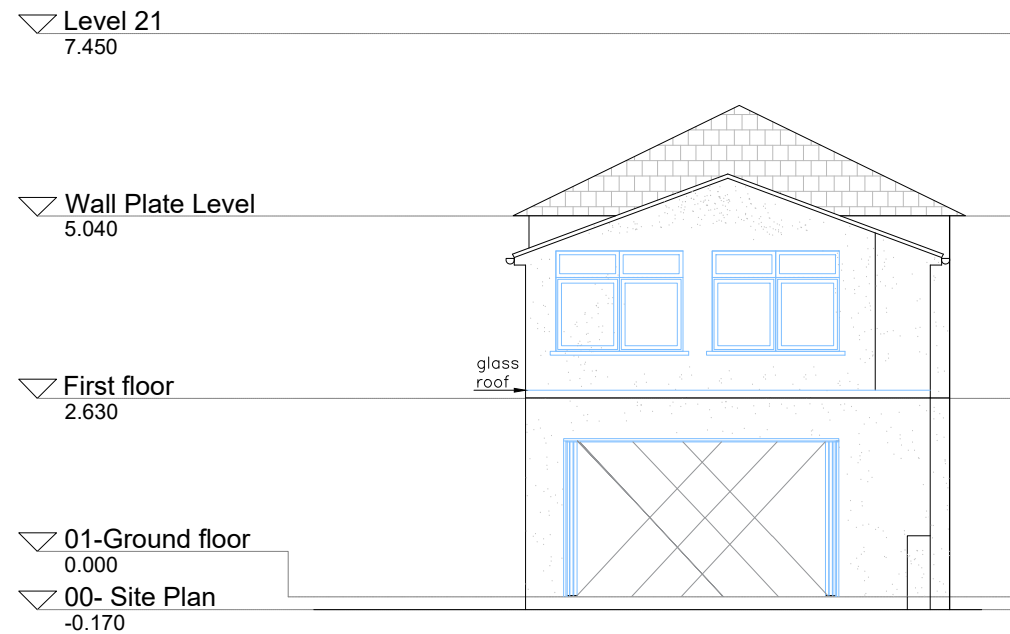 Level 21
7.450
Wall Plate Level
5.040
glass
roof
First floor
2.630
01-Ground floor
0.000
00- Site Plan
-0.170